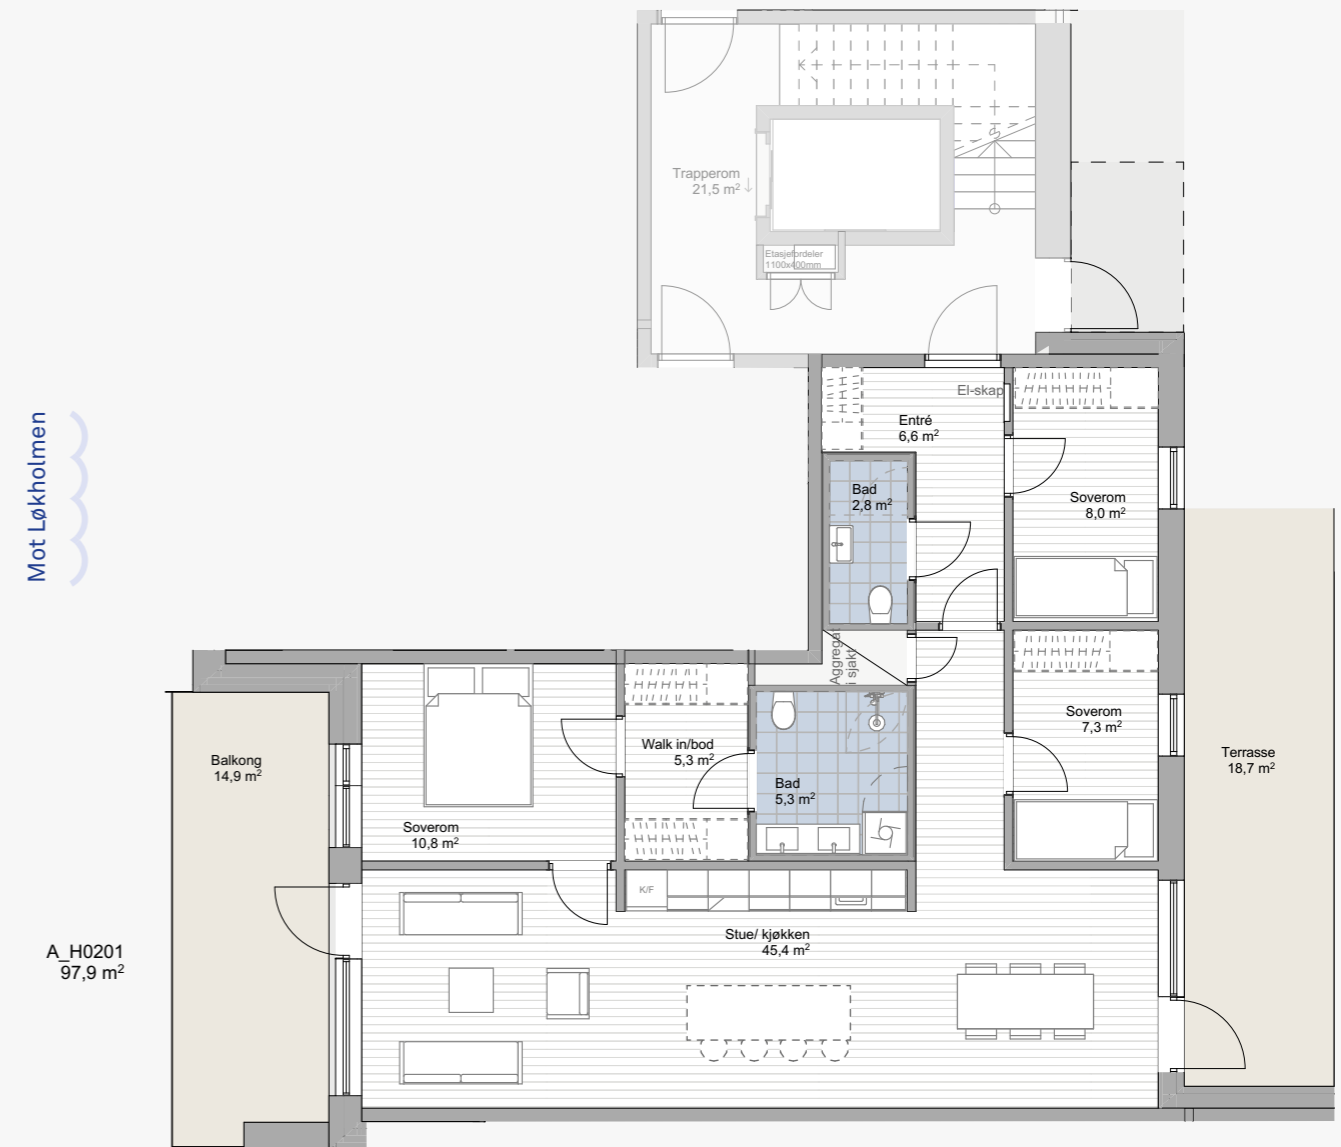 Trapperom
21,5 m²
Etasjefordeler
1100x400mm
El-skap
Entré
6,6 m²
Bad
2,8 m²
Soverom
8,0 m²
Mot Løkholmen
Aggregat
i sjakt
Soverom
7,3 m²
Balkong
14,9 m²
Walk in/bod
5,3 m²
Terrasse
18,7 m²
Bad
5,3 m²
Soverom
10,8 m²
K/F
Stue/ kjøkken
45,4 m²
A_H0201
97,9 m²